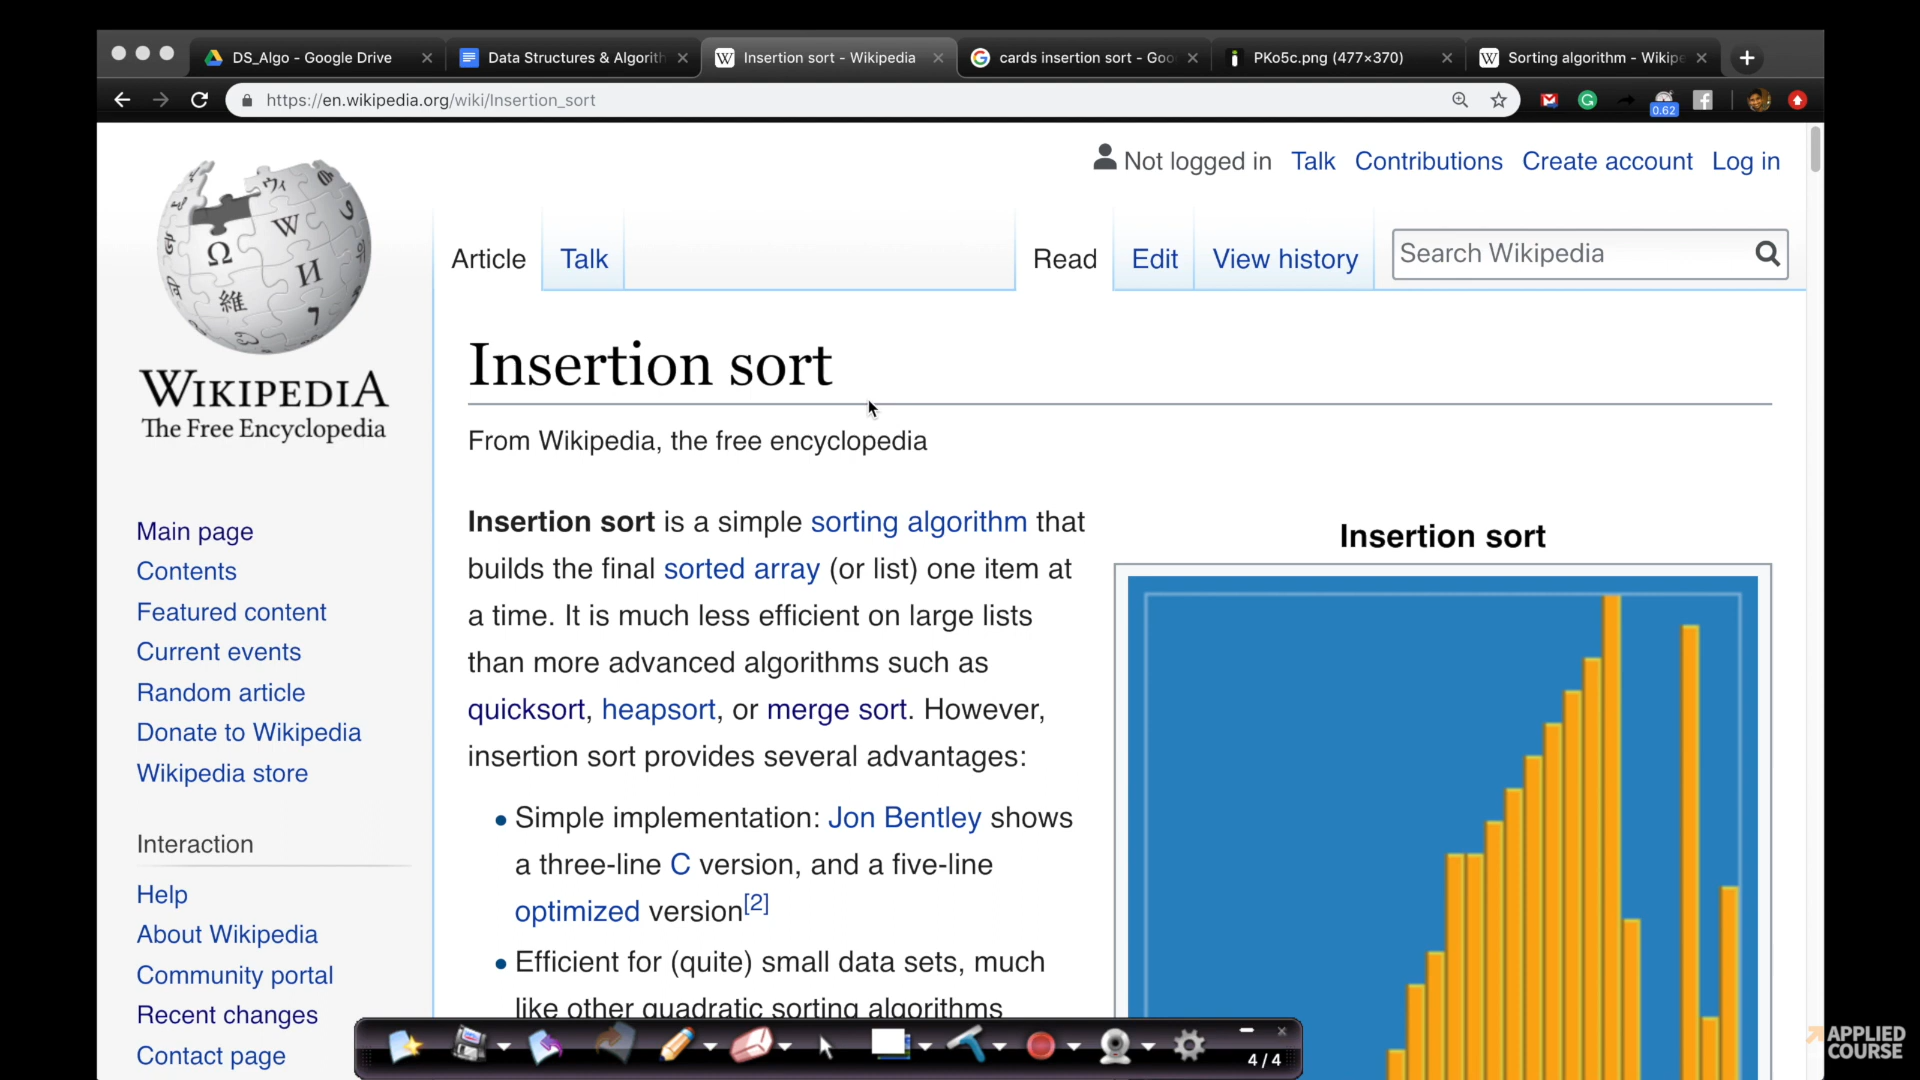 DS_Algo - Google Drive
Data Structures & Algorith
Insertion sort - Wikipedia
cards insertion sort - Goo
PKo5c.png (477×370)
Sorting algorithm - Wikipe
https://en.wikipedia.org/wiki/Insertion_sort
0.62
Not logged in Talk Contributions Create account Log in
Article Talk Read Edit View history Search Wikipedia
WIKIPEDIA
The Free Encyclopedia
Main page
Contents
Featured content
Current events
Random article
Donate to Wikipedia
Wikipedia store
Interaction
Help
About Wikipedia
Community portal
Recent changes
Contact page
Insertion sort
From Wikipedia, the free encyclopedia
Insertion sort is a simple sorting algorithm that
builds the final sorted array (or list) one item at
a time. It is much less efficient on large lists
than more advanced algorithms such as
quicksort, heapsort, or merge sort. However,
insertion sort provides several advantages:
Simple implementation: Jon Bentley shows
a three-line C version, and a five-line
optimized version[2]
Efficient for (quite) small data sets, much
like other quadratic sorting algorithms
Insertion sort
4/4
APPLIED
COURSE